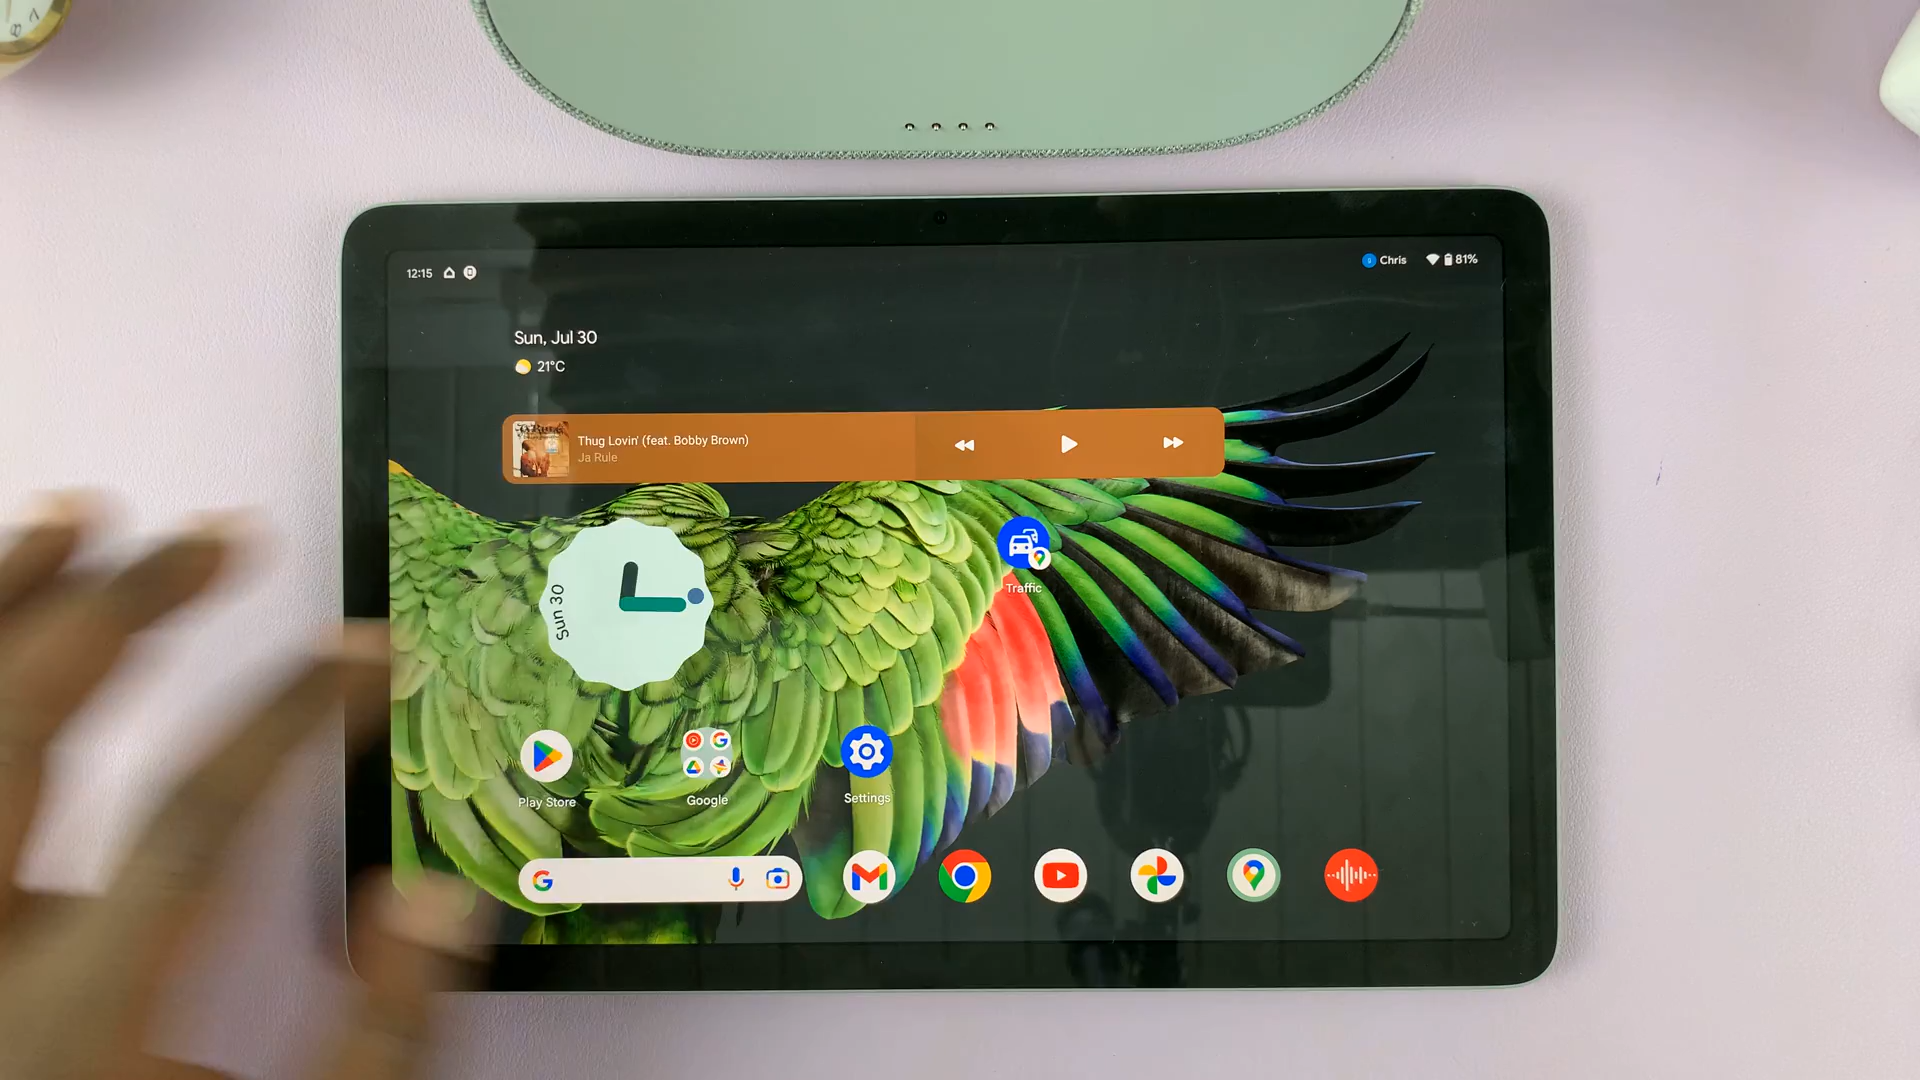 12:15
Chris
81%
Sun, Jul 30
21°C
Thug Lovin' (feat. Bobby Brown)
Ja Rule
Sun 30
Traffic
Play Store
Google
Settings